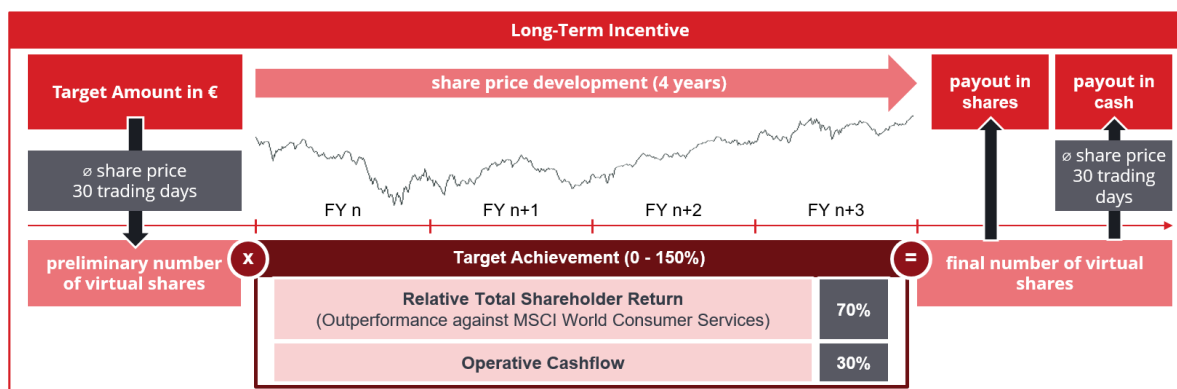 Long-Term Incentive
Target Amount in €
share price development (4 years)
payout in
shares
payout in
cash
ø share price
30 trading days
ø share price
30 trading
days
FY n
FY n+1
FY n+2
FY n+3
preliminary number
of virtual shares
x
Target Achievement (0 - 150%)
=
final number of virtual
shares
Relative Total Shareholder Return
(Outperformance against MSCI World Consumer Services)
70%
Operative Cashflow
30%